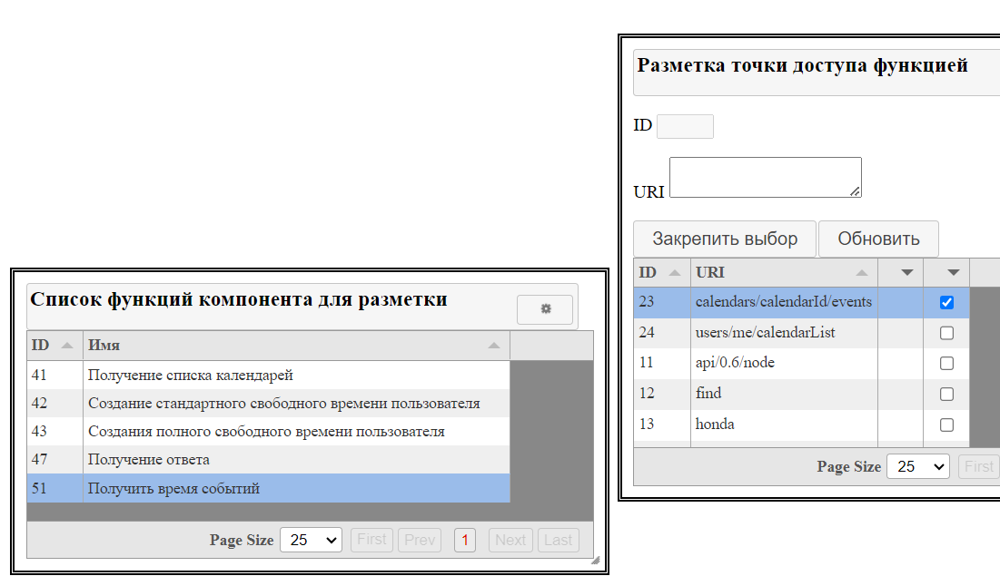 Разметка точки доступа функцией
ID
URI
Закрепить выбор Обновить
ID URI
23 calendars/calendarId/events
24 users/me/calendarList
11 api/0.6/node
12 find
13 honda
Page Size 25 First
Список функций компонента для разметки
ID Имя
41 Получение списка календарей
42 Создание стандартного свободного времени пользователя
43 Создания полного свободного времени пользователя
47 Получение ответа
51 Получить время событий
Page Size 25 First Prev 1 Next Last